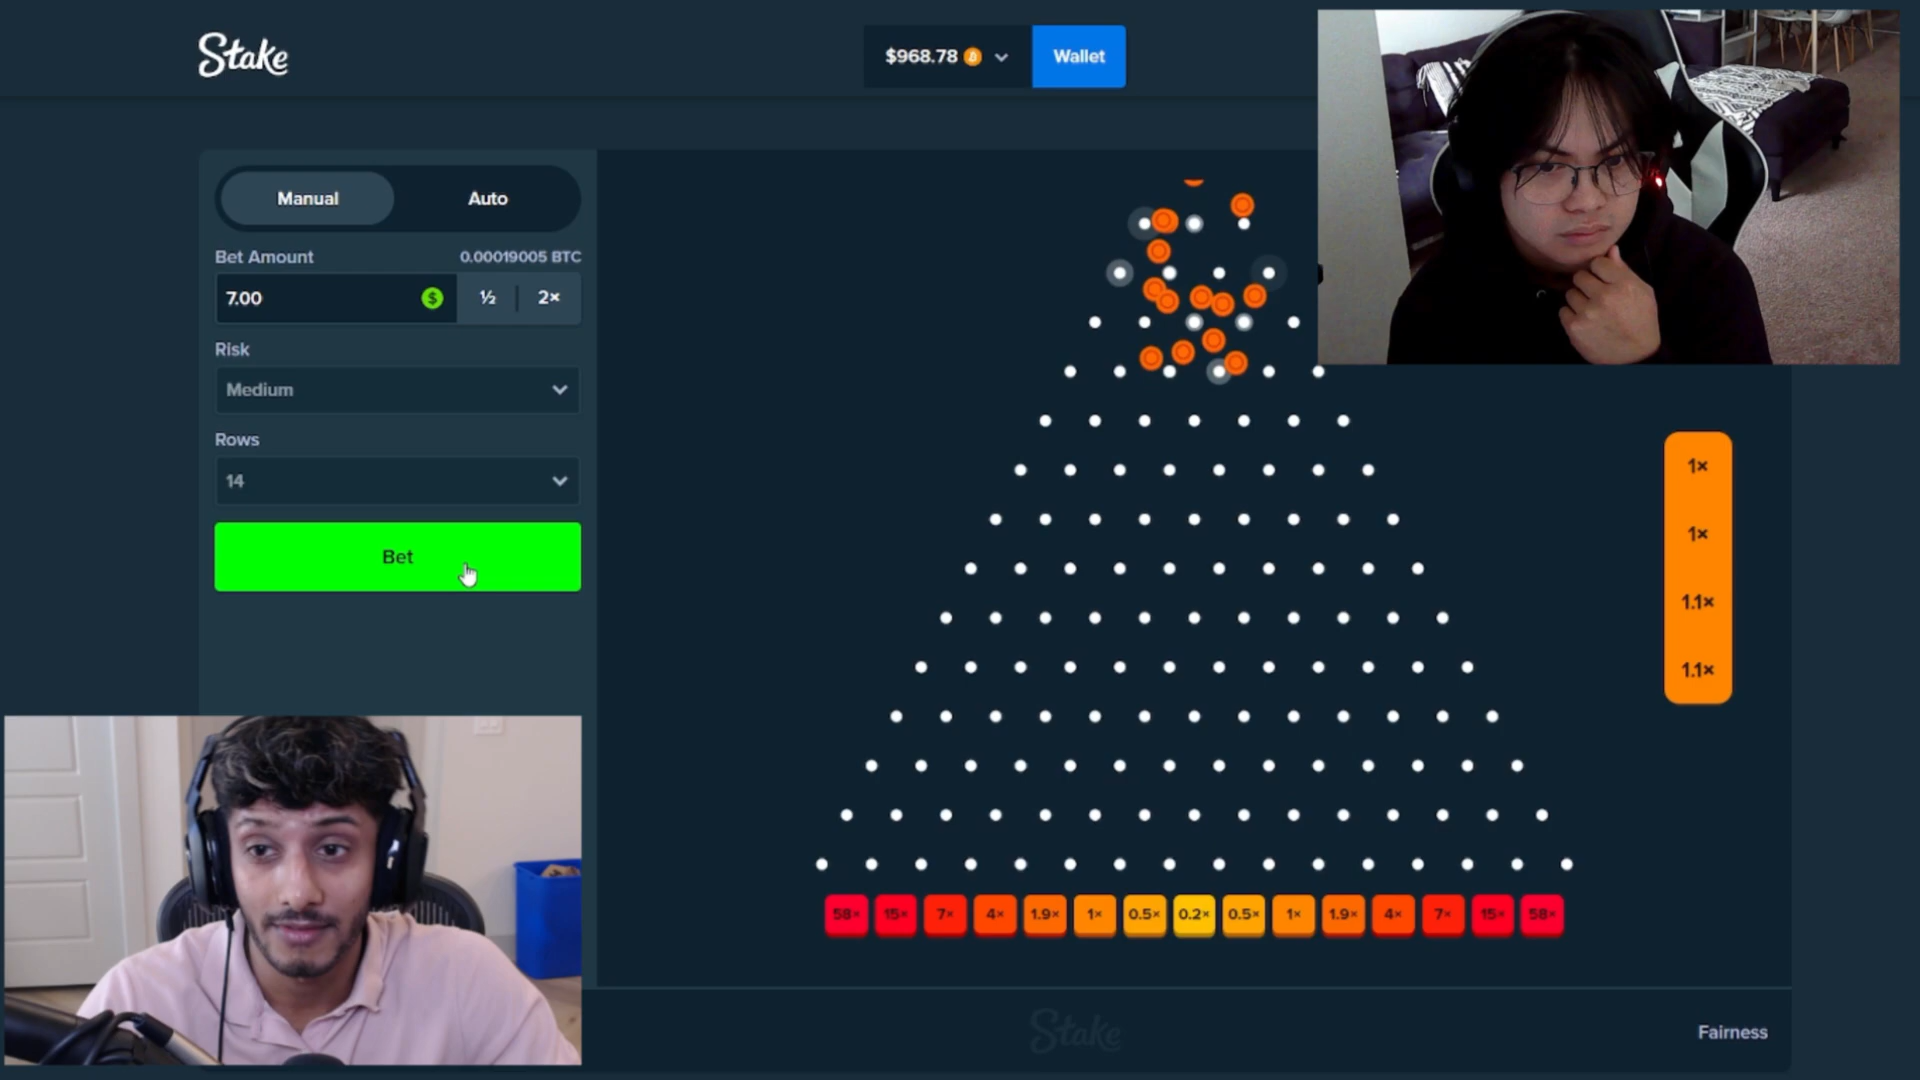 Stake
$968.78
Wallet
Manual
Auto
Bet Amount
0.00019005 BTC
7.00
$
½
2×
Risk
Medium
Rows
14
Bet
1×
1×
1.1×
1.1×
58× 15× 7× 4× 1.9× 1× 0.5× 0.2× 0.5× 1× 1.9× 4× 7× 15× 58×
Stake
Fairness